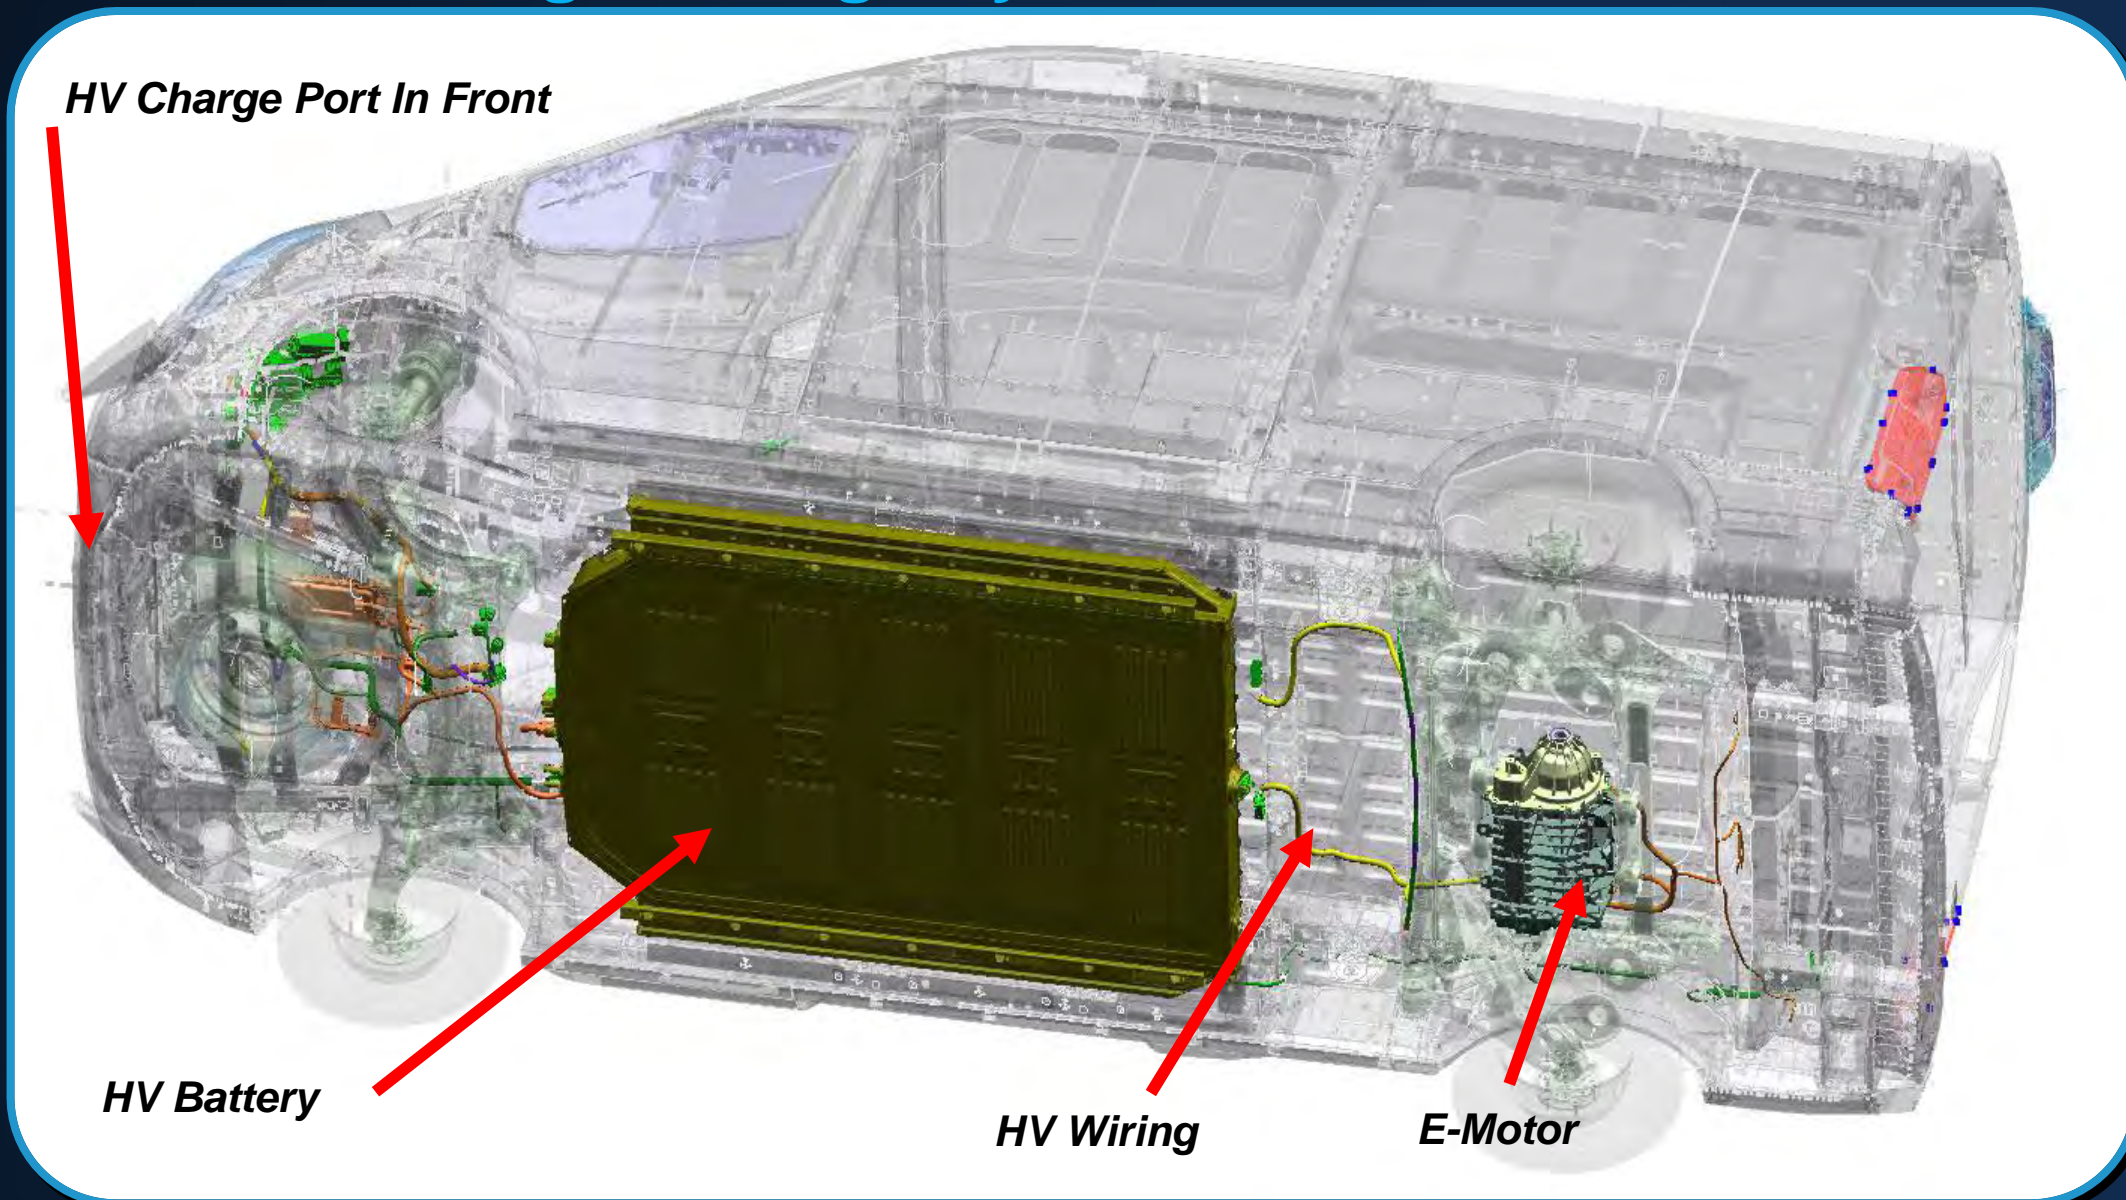 HV Charge Port In Front
HV Battery
HV Wiring
E-Motor